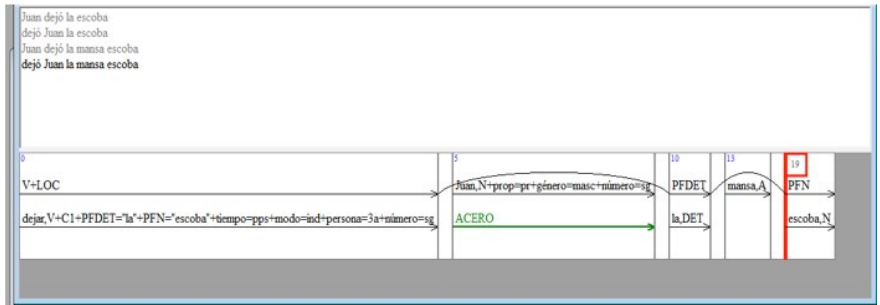 Juan dejó la escoba
dejó Juan la escoba
Juan dejó la mansa escoba
dejó Juan la mansa escoba
0 5 10 13 19
V+LOC Juan,N+prop=pr+género=masc+número=sg PFDET mansa,A PFN
dejar,V+C1+PFDET="la"+PFN="escoba"+tiempo=pps+modo=ind+persona=3a+número=sg ACERO la,DET escoba,N